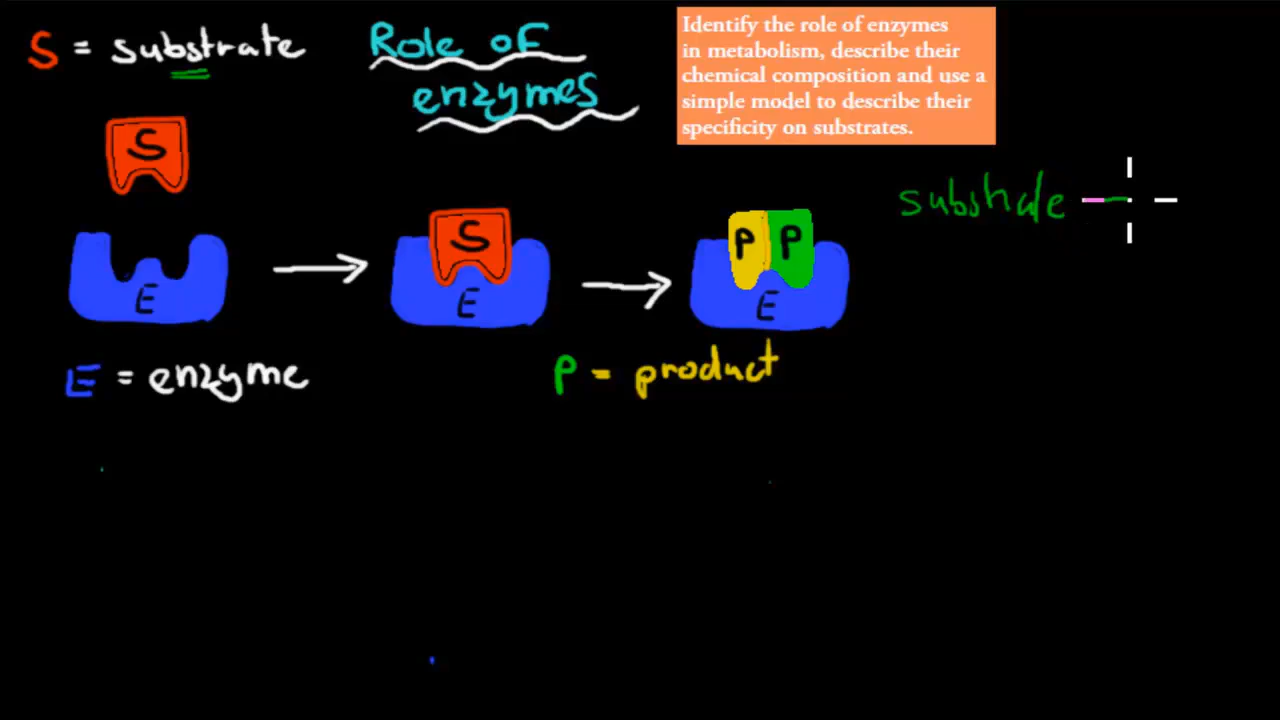 S = substrate
Role of
enzymes
Identify the role of enzymes
in metabolism, describe their
chemical composition and use a
simple model to describe their
specificity on substrates.
S
substrate
E
S
E
P P
E
E = enzyme
P = product